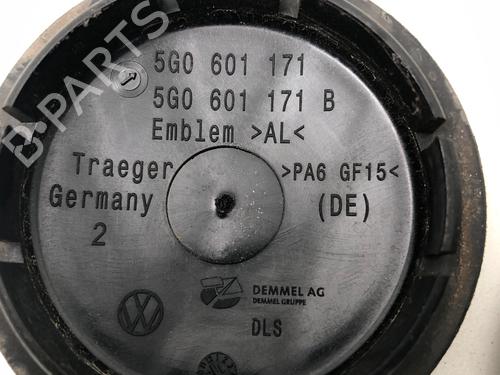 5G0 601 171
5G0 601 171 B
Emblem >AL<
Traeger >PA6 GF15<
Germany (DE)
2
DEMMEL AG
DEMMEL GRUPPE
DLS